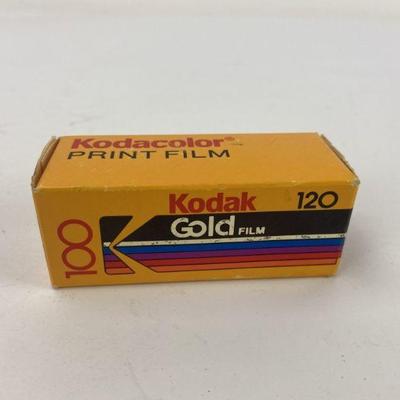 Kodacolor®
PRINT FILM
100
Kodak
120
Gold FILM